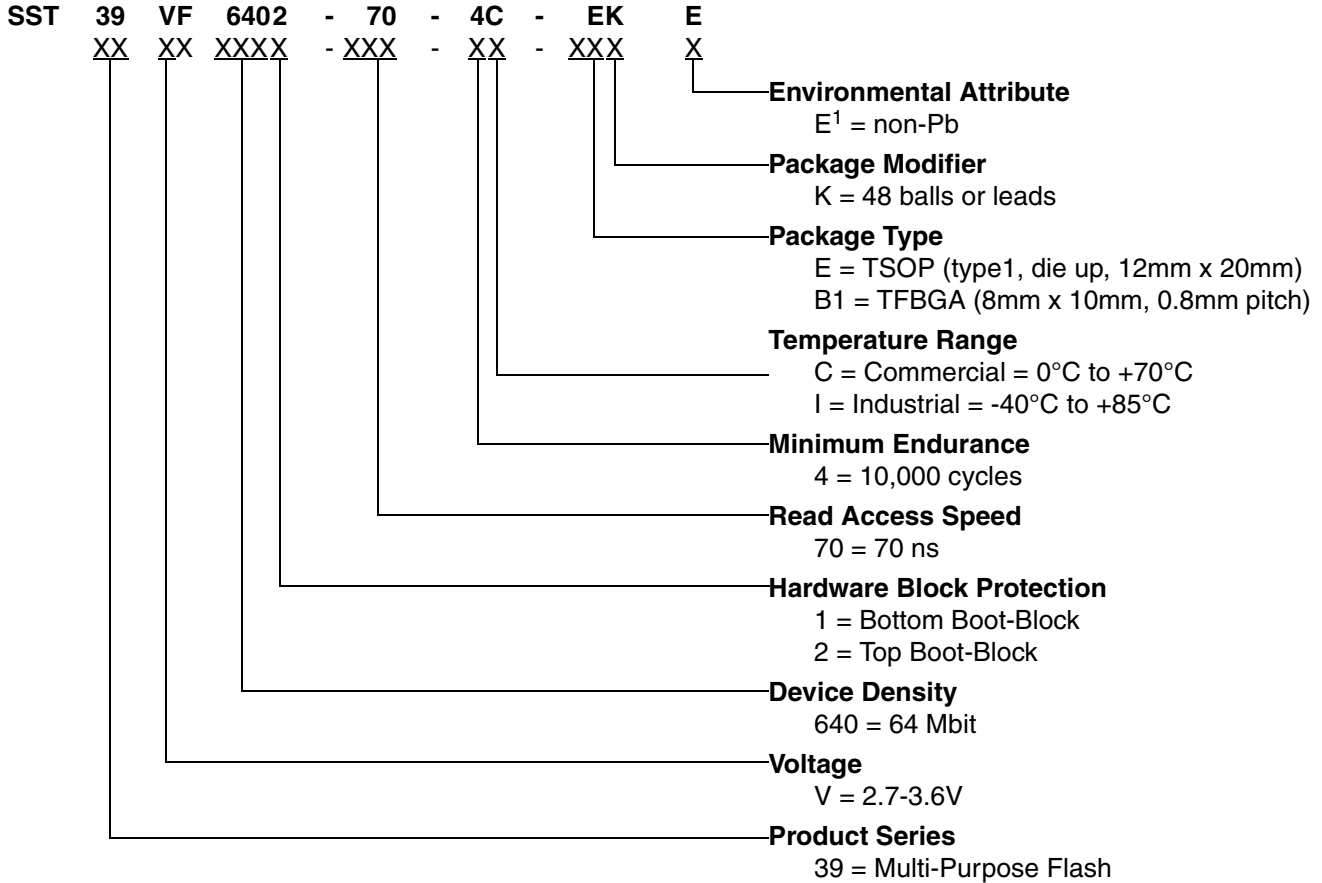 SST 39 VF 6402 - 70 - 4C - EK E
XX XX XXXX - XXX - XX - XXX X
Environmental Attribute
E1 = non-Pb
Package Modifier
K = 48 balls or leads
Package Type
E = TSOP (type1, die up, 12mm x 20mm)
B1 = TFBGA (8mm x 10mm, 0.8mm pitch)
Temperature Range
C = Commercial = 0°C to +70°C
I = Industrial = -40°C to +85°C
Minimum Endurance
4 = 10,000 cycles
Read Access Speed
70 = 70 ns
Hardware Block Protection
1 = Bottom Boot-Block
2 = Top Boot-Block
Device Density
640 = 64 Mbit
Voltage
V = 2.7-3.6V
Product Series
39 = Multi-Purpose Flash